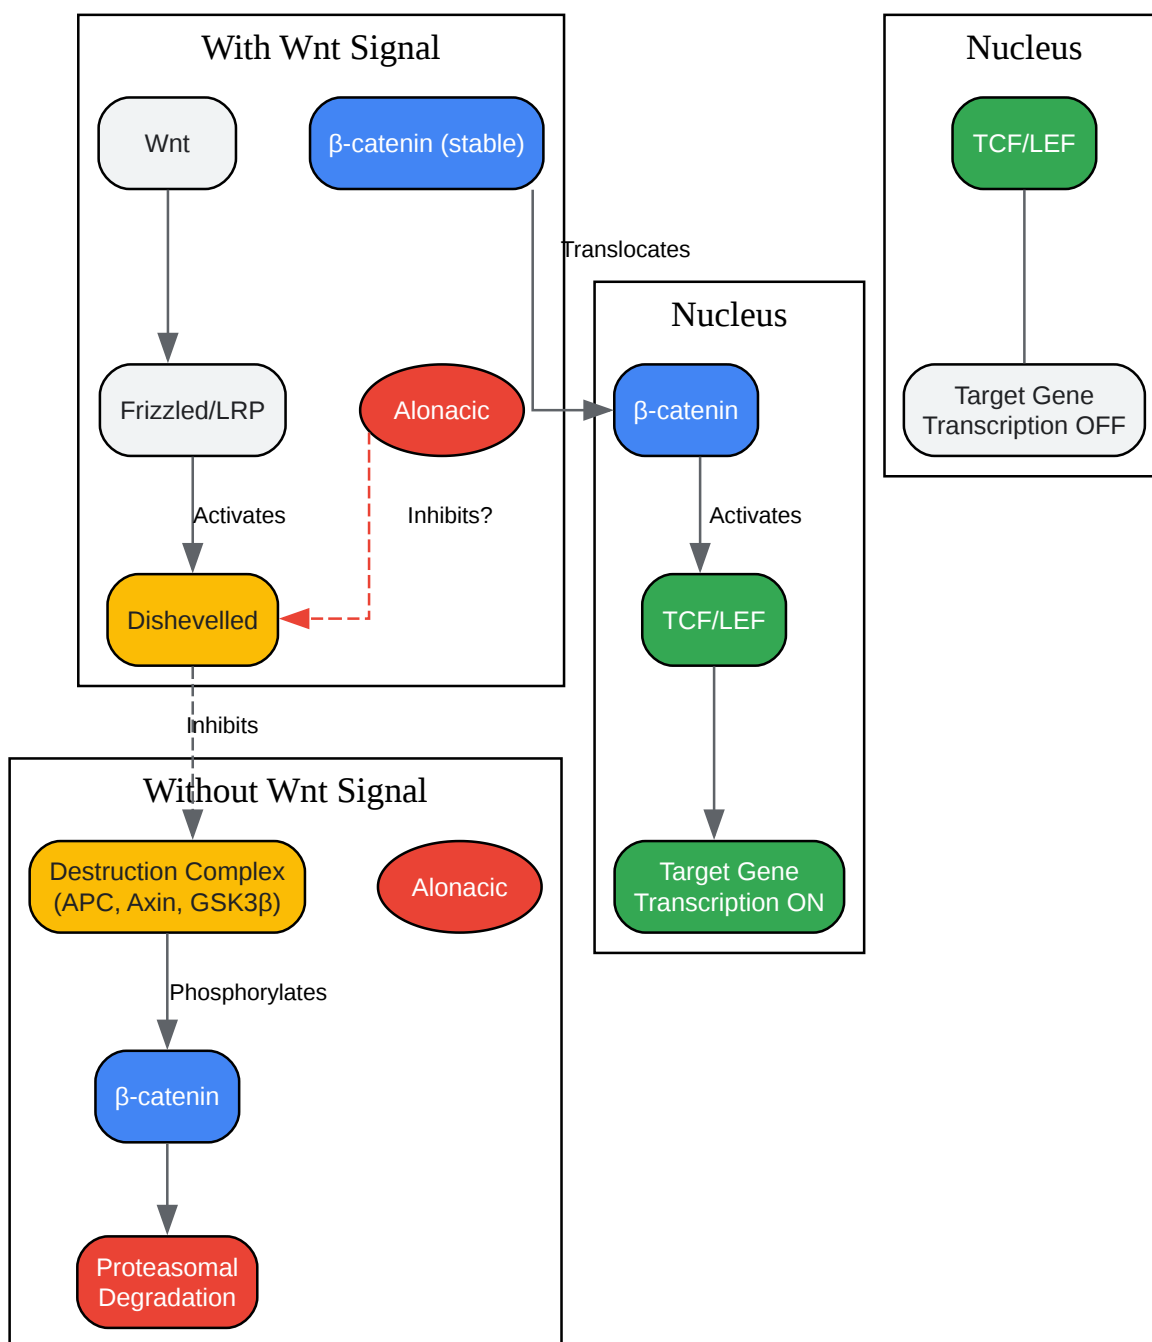 With Wnt Signal
Wnt
β-catenin (stable)
Translocates
Frizzled/LRP
Alonacic
Activates
Inhibits?
Dishevelled
Inhibits
Nucleus
β-catenin
Activates
TCF/LEF
Target Gene
Transcription ON
Nucleus
TCF/LEF
Target Gene
Transcription OFF
Without Wnt Signal
Destruction Complex
(APC, Axin, GSK3β)
Alonacic
Phosphorylates
β-catenin
Proteasomal
Degradation